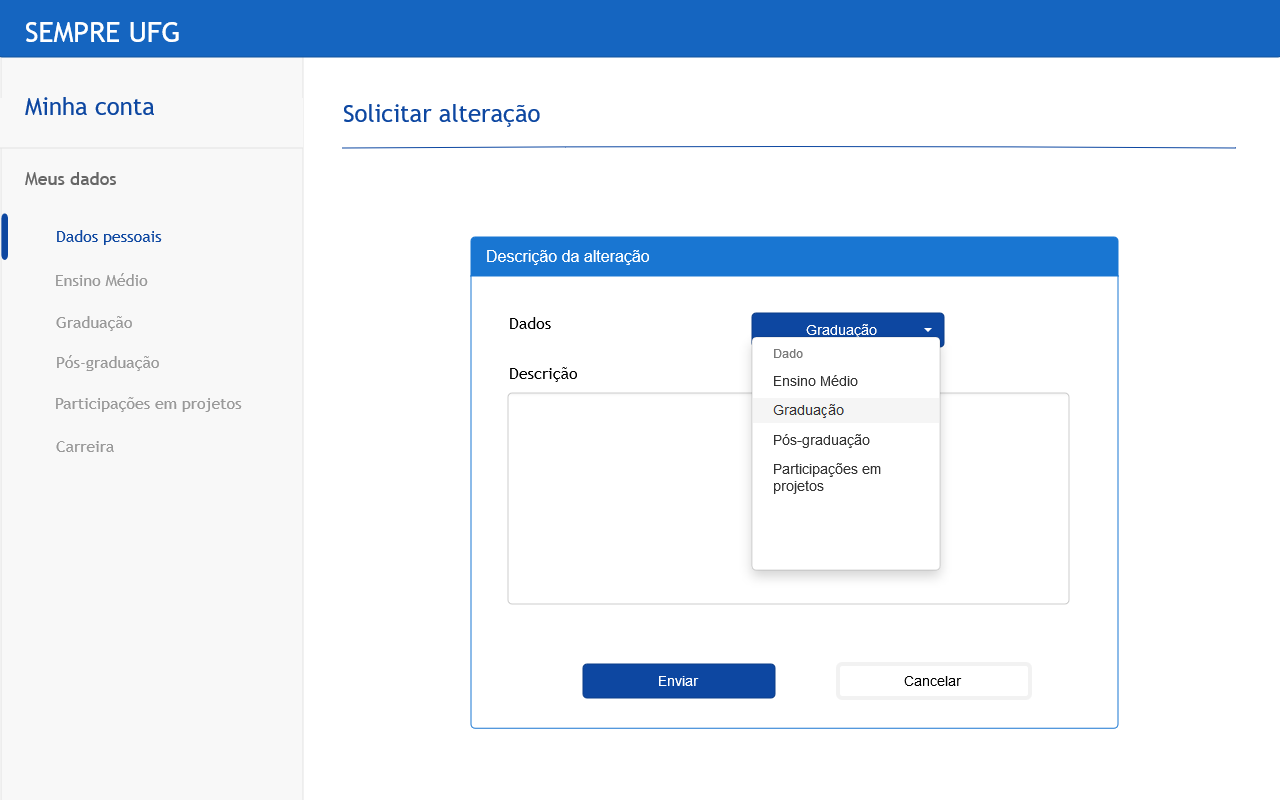 SEMPRE UFG
Minha conta
Meus dados
Dados pessoais
Ensino Médio
Graduação
Pós-graduação
Participações em projetos
Carreira
Solicitar alteração
Descrição da alteração
Dados
Graduação
Dado
Ensino Médio
Graduação
Pós-graduação
Participações em
projetos
Descrição
Enviar
Cancelar